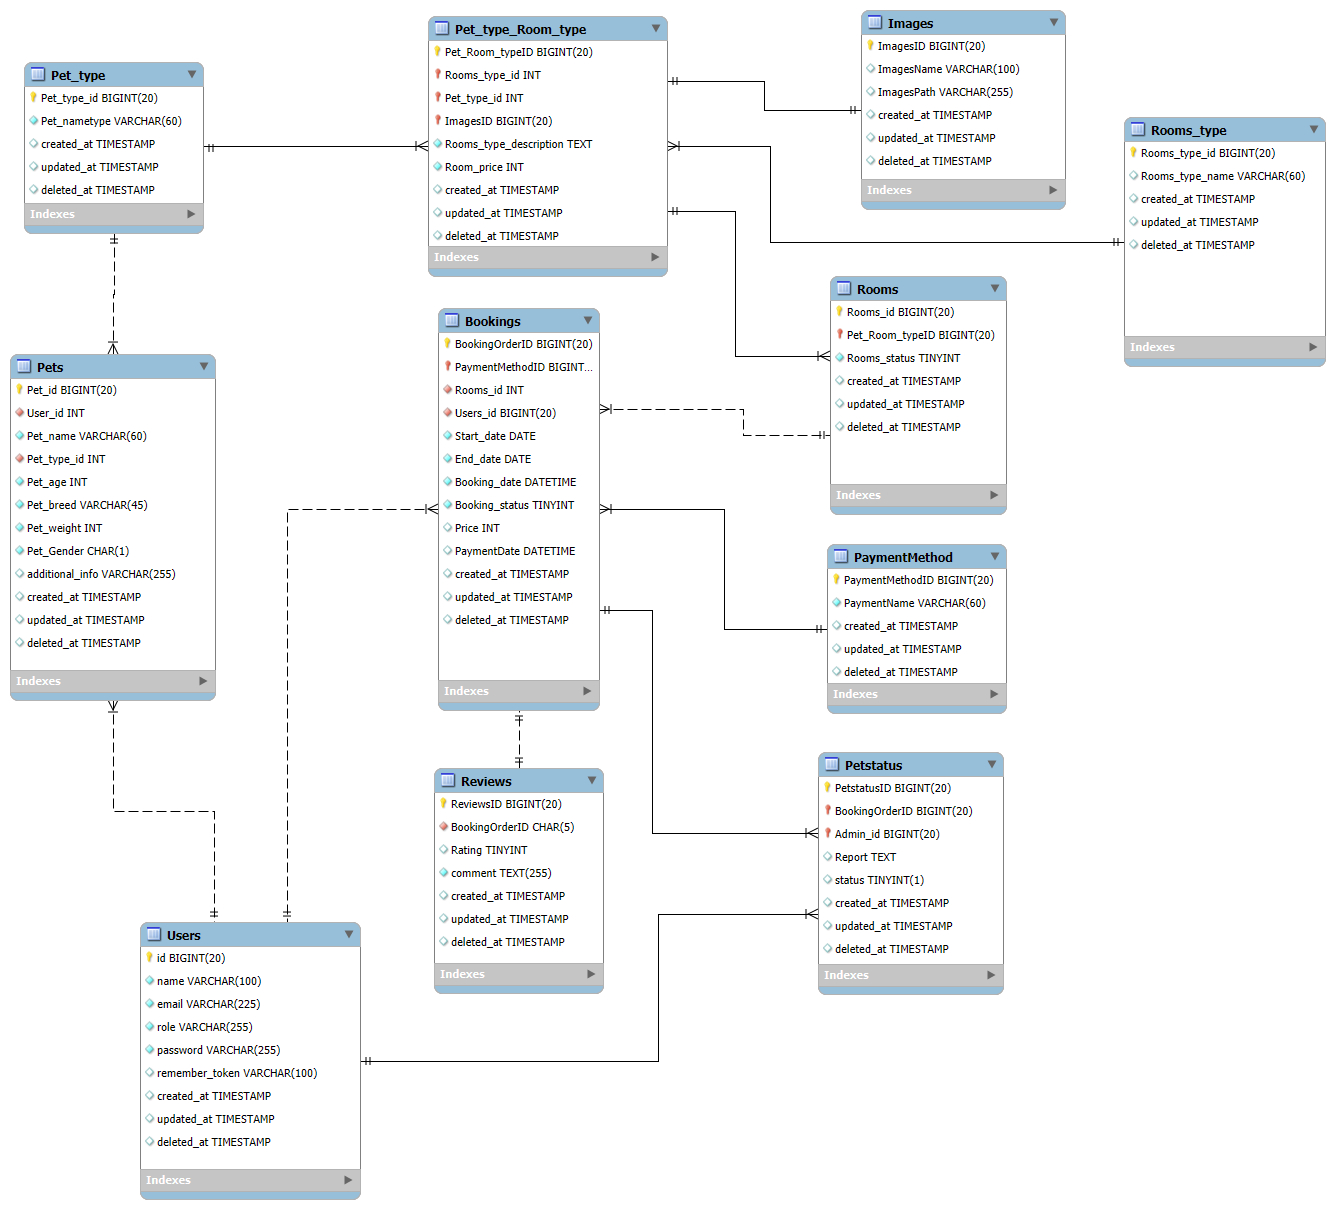 Pet_type
Pet_type_id BIGINT(20)
Pet_nametype VARCHAR(60)
created_at TIMESTAMP
updated_at TIMESTAMP
deleted_at TIMESTAMP
Indexes
Pet_type_Room_type
Pet_Room_typeID BIGINT(20)
Rooms_type_id INT
Pet_type_id INT
ImagesID BIGINT(20)
Rooms_type_description TEXT
Room_price INT
created_at TIMESTAMP
updated_at TIMESTAMP
deleted_at TIMESTAMP
Indexes
Images
ImagesID BIGINT(20)
ImagesName VARCHAR(100)
ImagesPath VARCHAR(255)
created_at TIMESTAMP
updated_at TIMESTAMP
deleted_at TIMESTAMP
Indexes
Rooms_type
Rooms_type_id BIGINT(20)
Rooms_type_name VARCHAR(60)
created_at TIMESTAMP
updated_at TIMESTAMP
deleted_at TIMESTAMP
Indexes
Rooms
Rooms_id BIGINT(20)
Pet_Room_typeID BIGINT(20)
Rooms_status TINYINT
created_at TIMESTAMP
updated_at TIMESTAMP
deleted_at TIMESTAMP
Indexes
Bookings
BookingOrderID BIGINT(20)
PaymentMethodID BIGINT...
Rooms_id INT
Users_id BIGINT(20)
Start_date DATE
End_date DATE
Booking_date DATETIME
Booking_status TINYINT
Price INT
PaymentDate DATETIME
created_at TIMESTAMP
updated_at TIMESTAMP
deleted_at TIMESTAMP
Indexes
Pets
Pet_id BIGINT(20)
User_id INT
Pet_name VARCHAR(60)
Pet_type_id INT
Pet_age INT
Pet_breed VARCHAR(45)
Pet_weight INT
Pet_Gender CHAR(1)
additional_info VARCHAR(255)
created_at TIMESTAMP
updated_at TIMESTAMP
deleted_at TIMESTAMP
Indexes
PaymentMethod
PaymentMethodID BIGINT(20)
PaymentName VARCHAR(60)
created_at TIMESTAMP
updated_at TIMESTAMP
deleted_at TIMESTAMP
Indexes
Petstatus
PetstatusID BIGINT(20)
BookingOrderID BIGINT(20)
Admin_id BIGINT(20)
Report TEXT
status TINYINT(1)
created_at TIMESTAMP
updated_at TIMESTAMP
deleted_at TIMESTAMP
Indexes
Reviews
ReviewsID BIGINT(20)
BookingOrderID CHAR(5)
Rating TINYINT
comment TEXT(255)
created_at TIMESTAMP
updated_at TIMESTAMP
deleted_at TIMESTAMP
Indexes
Users
id BIGINT(20)
name VARCHAR(100)
email VARCHAR(225)
role VARCHAR(255)
password VARCHAR(255)
remember_token VARCHAR(100)
created_at TIMESTAMP
updated_at TIMESTAMP
deleted_at TIMESTAMP
Indexes